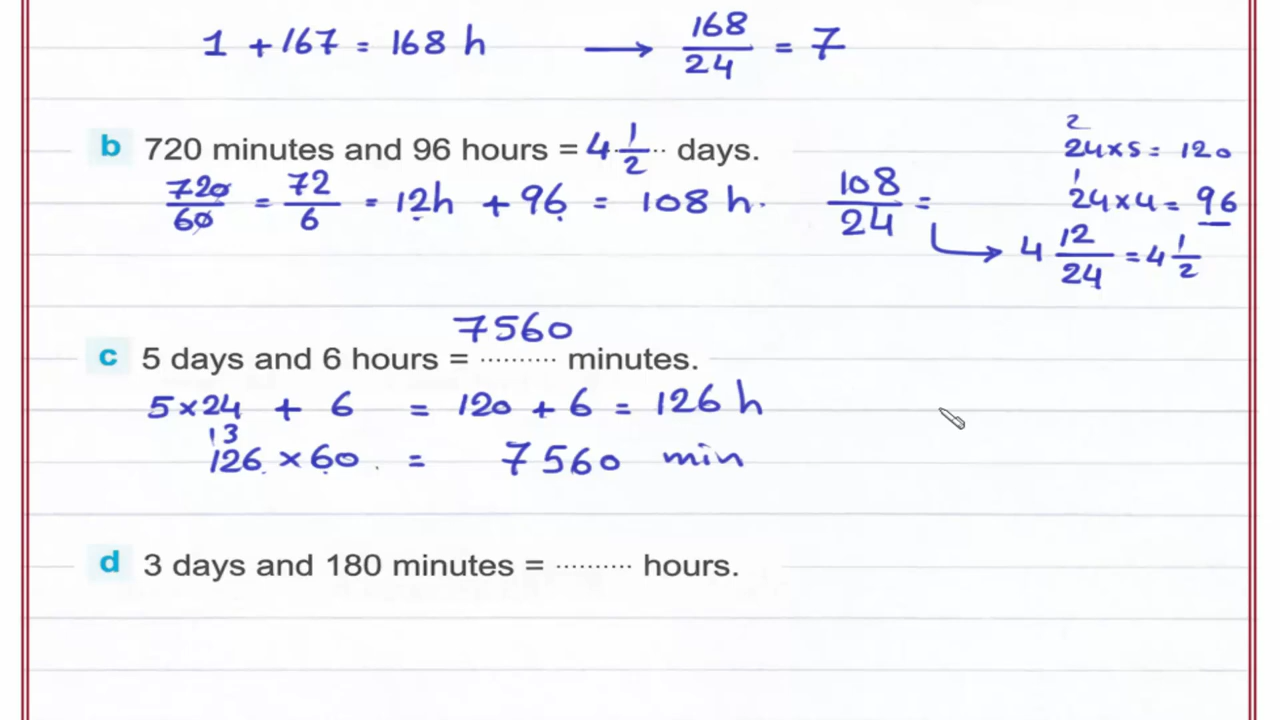 1 + 167 = 168 h → 168/24 = 7
b 720 minutes and 96 hours = 4 1/2 days.
720/60 = 72/6 = 12h + 96 = 108 h.
108/24 =
→ 4 12/24 = 4 1/2
2
24 x 5 = 120
1
24 x 4 = 96
7560
c 5 days and 6 hours = .......... minutes.
5 x 24 + 6 = 120 + 6 = 126 h
1 3
126 x 60 = 7560 min
d 3 days and 180 minutes = .......... hours.